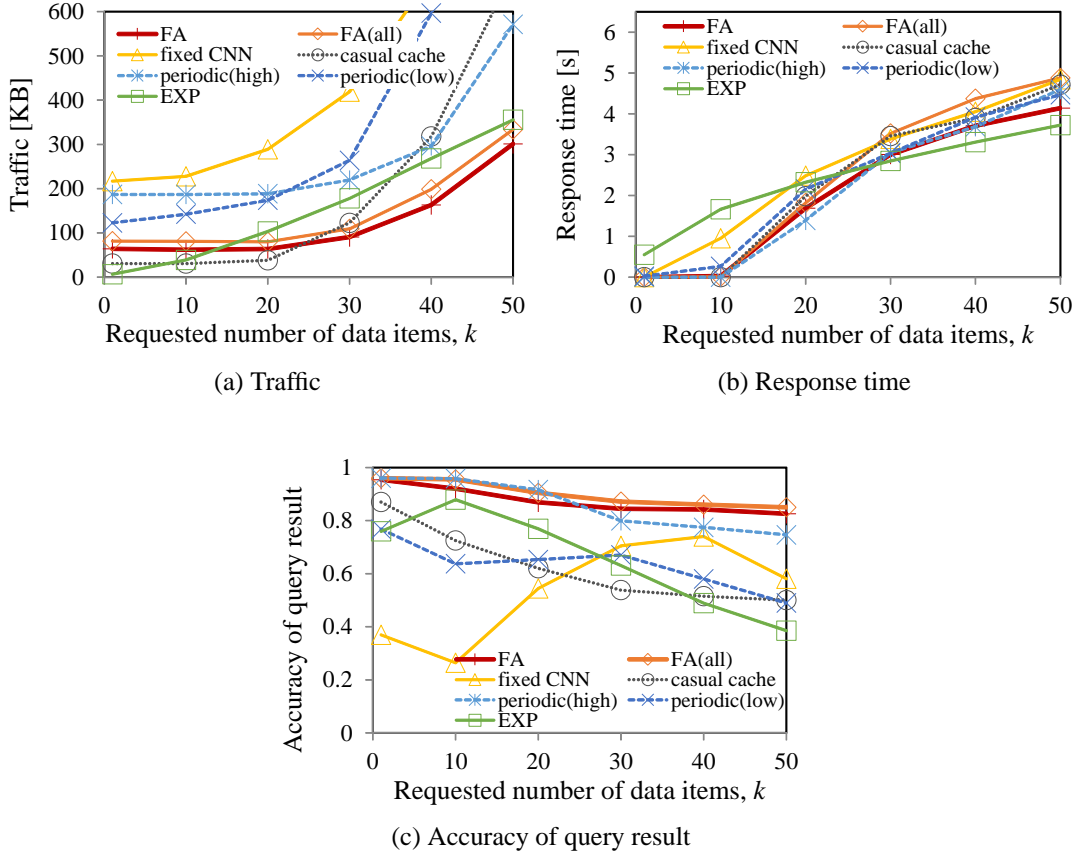 600
500
400
300
200
100
0
Traffic [KB]
FA
FA(all)
fixed CNN
casual cache
periodic(high)
periodic(low)
EXP
0 10 20 30 40 50
Requested number of data items, k
(a) Traffic
6
5
4
3
2
1
0
Response time [s]
FA
FA(all)
fixed CNN
casual cache
periodic(high)
periodic(low)
EXP
0 10 20 30 40 50
Requested number of data items, k
(b) Response time
1
0.8
0.6
0.4
0.2
0
Accuracy of query result
FA
FA(all)
fixed CNN
casual cache
periodic(high)
periodic(low)
EXP
0 10 20 30 40 50
Requested number of data items, k
(c) Accuracy of query result